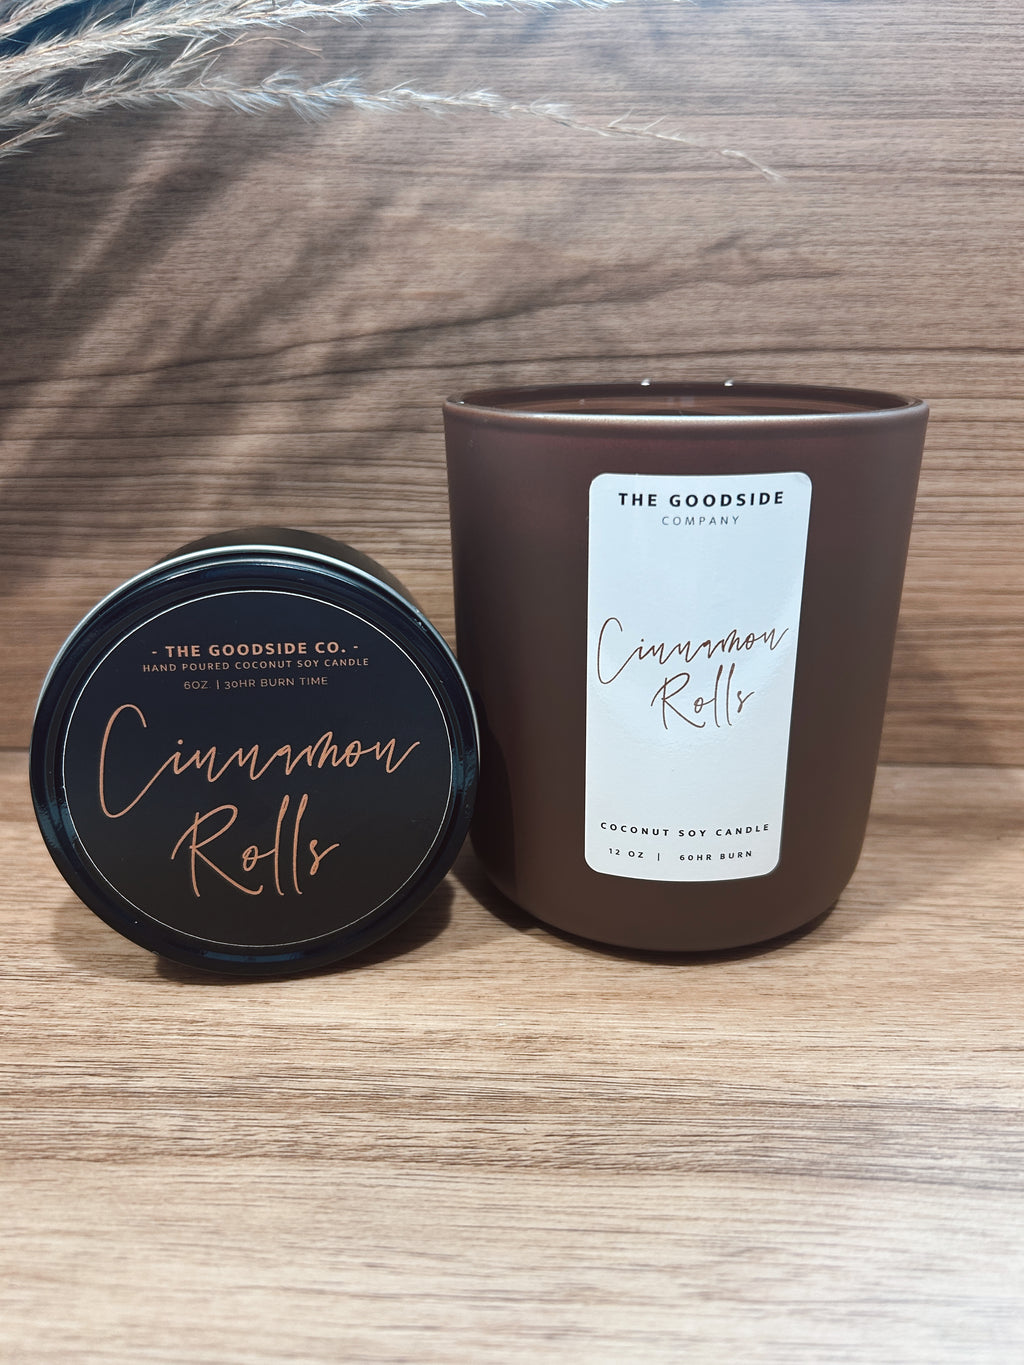 - THE GOODSIDE CO. -
HAND POURED COCONUT SOY CANDLE
6OZ. | 30HR BURN TIME
Cinnamon
Rolls
THE GOODSIDE
COMPANY
Cinnamon
Rolls
COCONUT SOY CANDLE
12 OZ | 60HR BURN